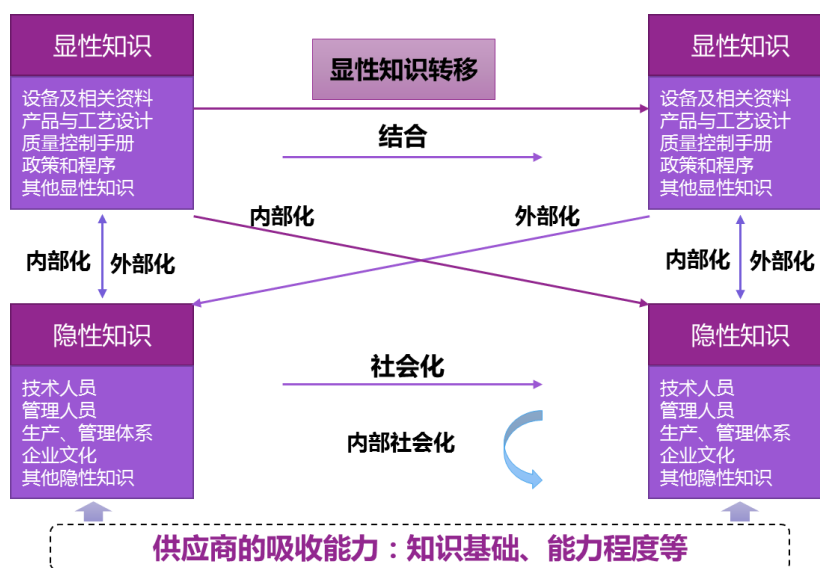 显性知识
显性知识转移
显性知识
设备及相关资料
产品与工艺设计
质量控制手册
政策和程序
其他显性知识
结合
设备及相关资料
产品与工艺设计
质量控制手册
政策和程序
其他显性知识
内部化
外部化
内部化
外部化
内部化
外部化
隐性知识
隐性知识
技术人员
管理人员
生产、管理体系
企业文化
其他隐性知识
社会化
内部社会化
技术人员
管理人员
生产、管理体系
企业文化
其他隐性知识
供应商的吸收能力：知识基础、能力程度等